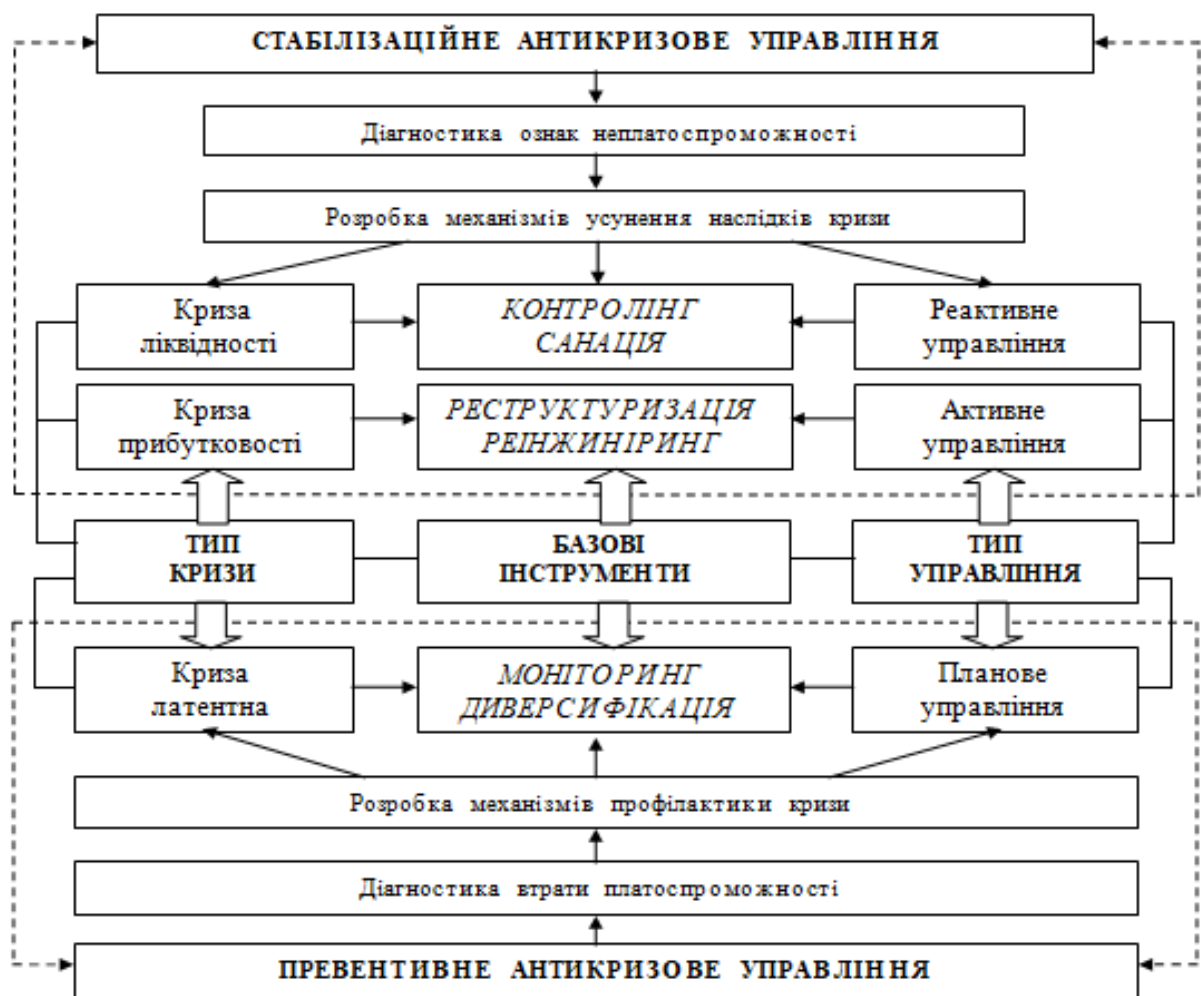 СТАБІЛІЗАЦІЙНЕ АНТИКРИЗОВЕ УПРАВЛІННЯ
Діагностика ознак неплатоспроможності
Розробка механізмів усунення наслідків кризи
Криза
ліквідності
КОНТРОЛІНГ
САНАЦІЯ
Реактивне
управління
Криза
прибутковості
РЕСТРУКТУРИЗАЦІЯ
РЕІНЖИНІРИНГ
Активне
управління
ТИП
КРИЗИ
БАЗОВІ
ІНСТРУМЕНТИ
ТИП
УПРАВЛІННЯ
Криза
латентна
МОНІТОРИНГ
ДИВЕРСИФІКАЦІЯ
Планове
управління
Розробка механізмів профілактики кризи
Діагностика втрати платоспроможності
ПРЕВЕНТИВНЕ АНТИКРИЗОВЕ УПРАВЛІННЯ